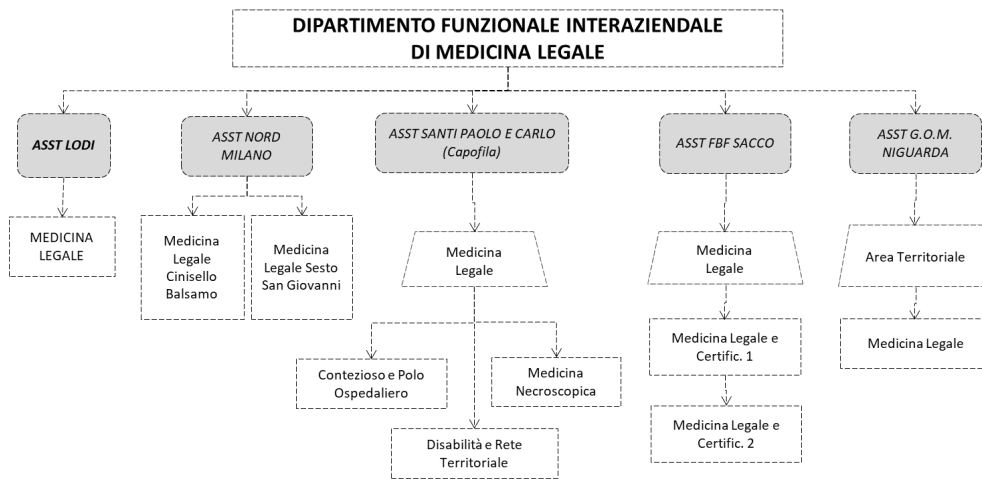 DIPARTIMENTO FUNZIONALE INTERAZIENDALE
DI MEDICINA LEGALE
ASST LODI
ASST NORD
MILANO
ASST SANTI PAOLO E CARLO
(Capofila)
ASST FBF SACCO
ASST G.O.M.
NIGUARDA
MEDICINA
LEGALE
Medicina
Legale
Cinisello
Balsamo
Medicina
Legale Sesto
San Giovanni
Medicina
Legale
Medicina
Legale
Area Territoriale
Contezioso e Polo
Ospedaliero
Medicina
Necroscopica
Disabilità e Rete
Territoriale
Medicina Legale e
Certific. 1
Medicina Legale e
Certific. 2
Medicina Legale